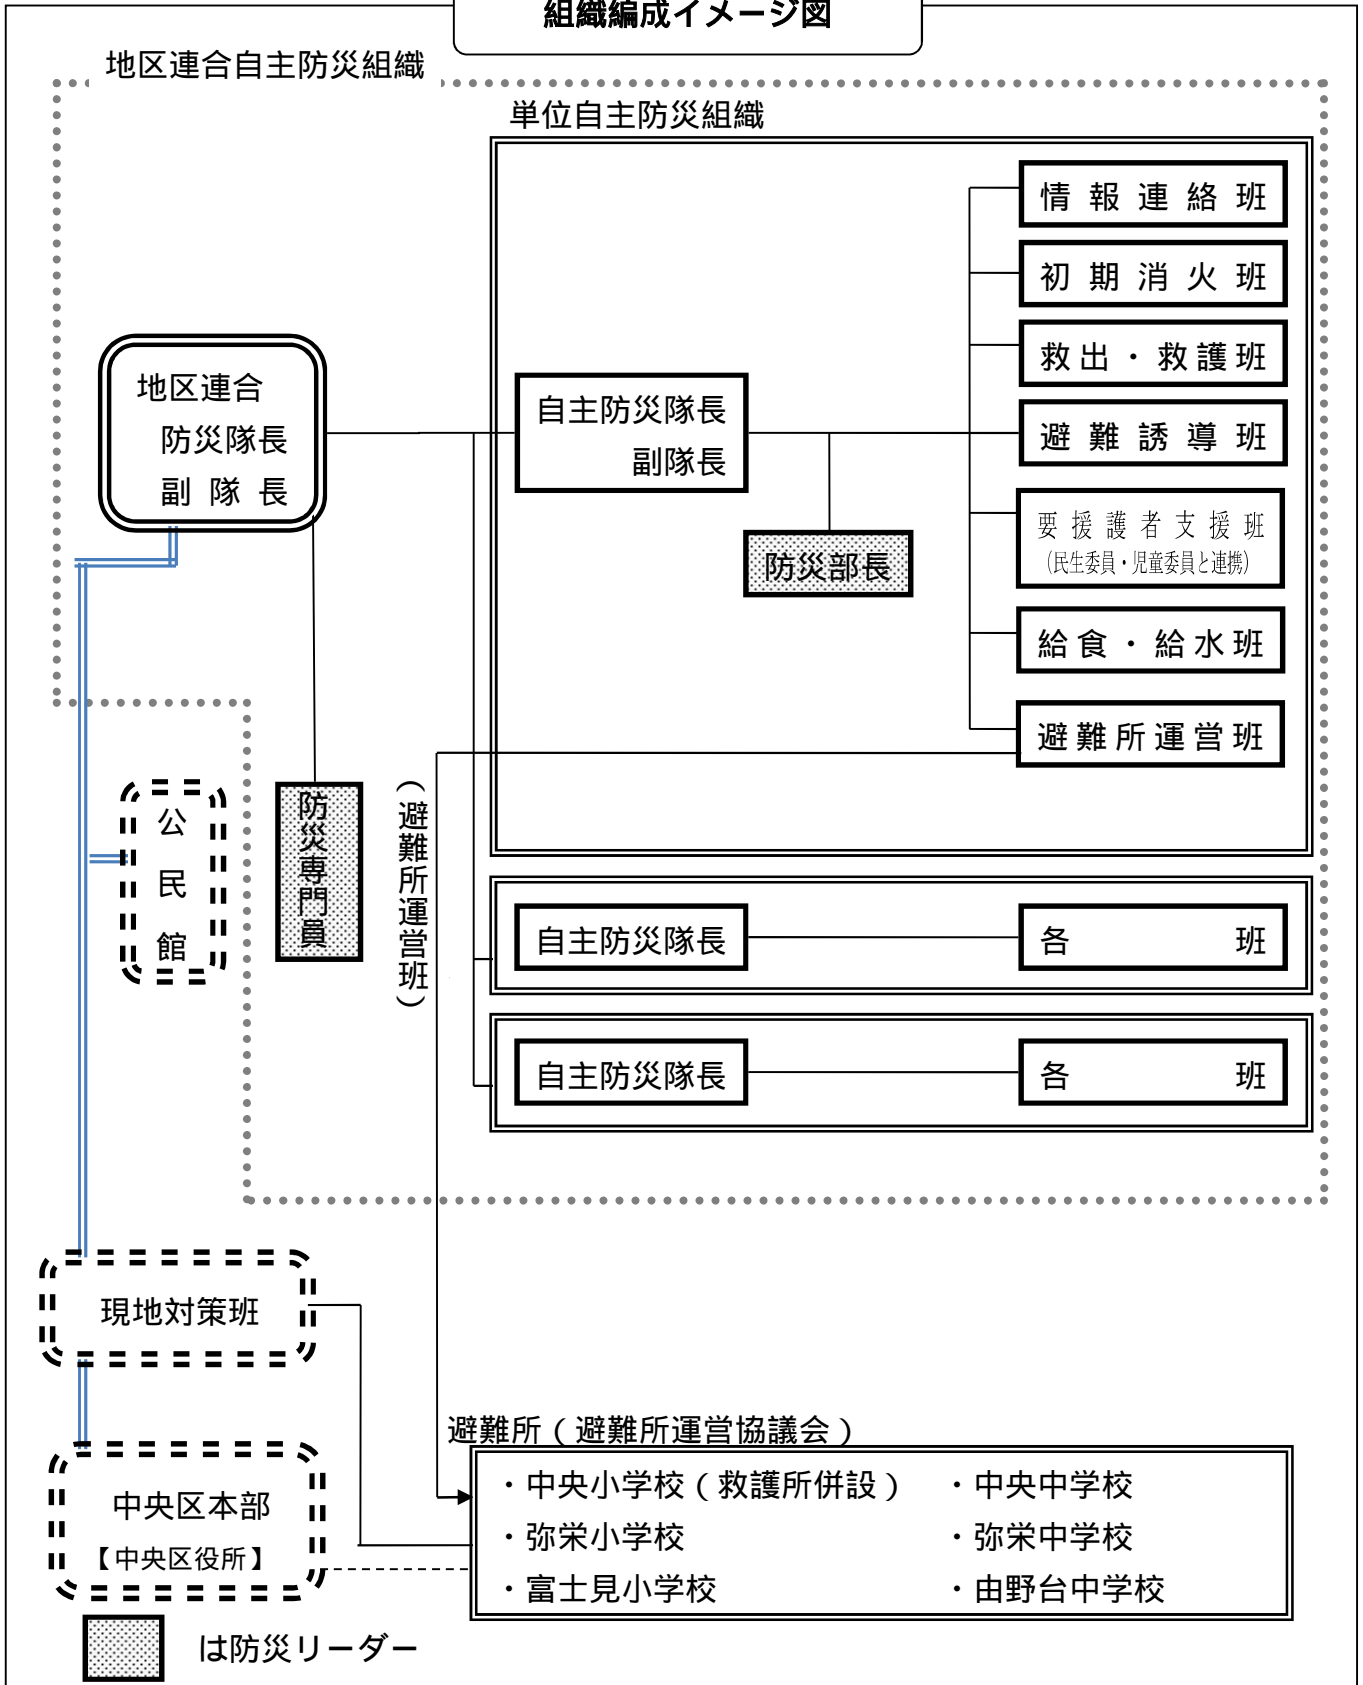 組織編成イメージ図
地区連合自主防災組織
単位自主防災組織
情報連絡班
初期消火班
救出・救護班
地区連合
防災隊長
副隊長
自主防災隊長
副隊長
避難誘導班
防災部長
要援護者支援班
（民生委員・児童委員と連携）
給食・給水班
避難所運営班
公民館
防災専門員
（避難所運営班）
自主防災隊長
各班
自主防災隊長
各班
現地対策班
避難所（避難所運営協議会）
・中央小学校（救護所併設）
・中央中学校
・弥栄小学校
・弥栄中学校
・富士見小学校
・由野台中学校
中央区本部
【中央区役所】
は防災リーダー